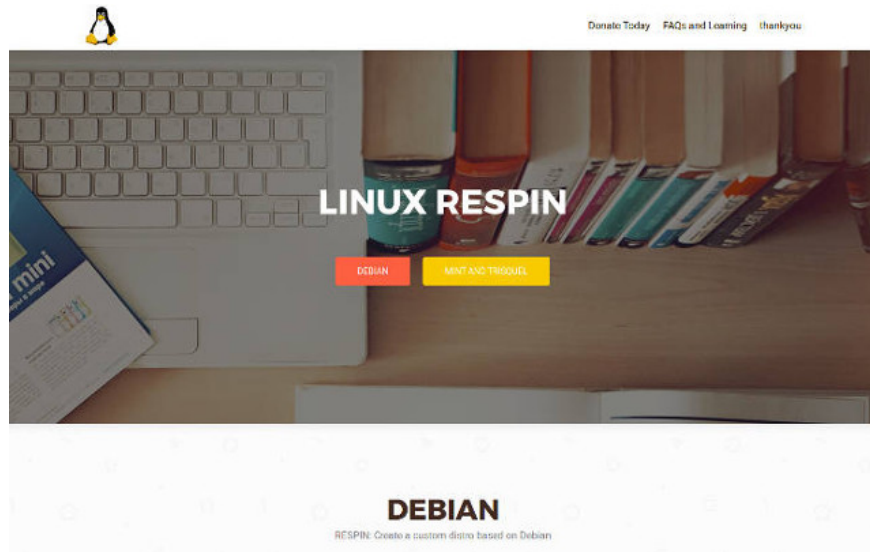 Donate Today FAQs and Learning thankyou
mini
LINUX RESPIN
DEBIAN MINT AND TRISQUEL
DEBIAN
RESPIN: Create a custom distro based on Debian